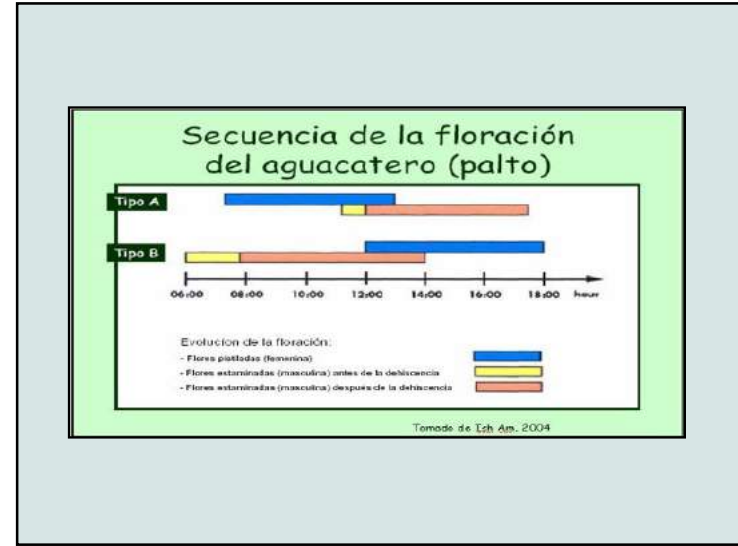 Secuencia de la floración
del aguacatero (palto)
Tipo A
Tipo B
06:00 08:00 10:00 12:00 14:00 16:00 18:00 hour
Evolucion de la floración:
- Flores pistiladas (femenina)
- Flores estaminadas (masculina) antes de la dehiscencia
- Flores estaminadas (masculina) después de la dehiscencia
Tomado de Ish Am. 2004